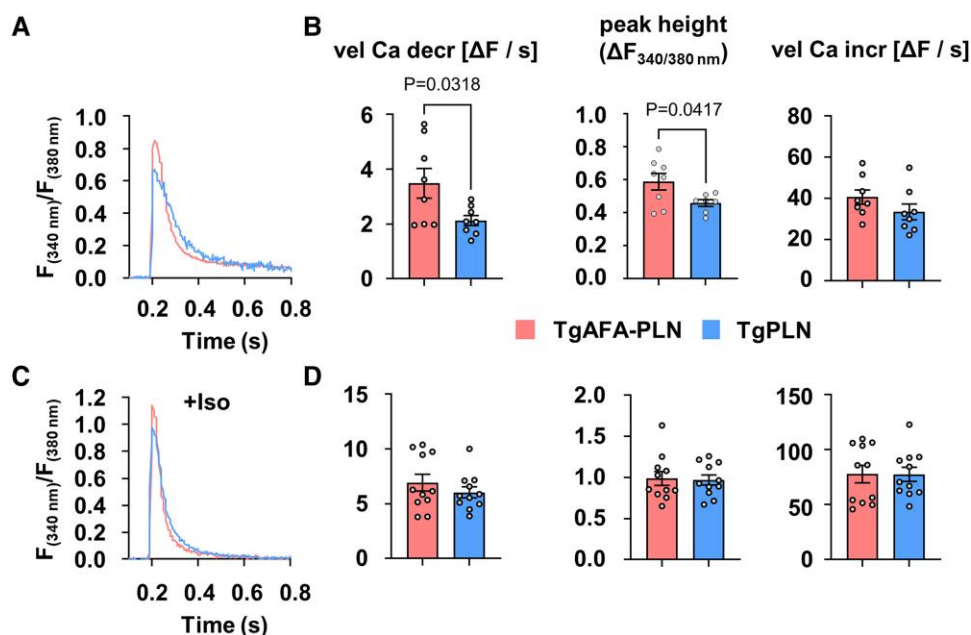 A
F(340 nm)/F(380 nm)
1.0
0.8
0.6
0.4
0.2
0.0
0.2 0.4 0.6 0.8
Time (s)
B
vel Ca decr [ΔF / s]
P=0.0318
6
4
2
0
peak height
(ΔF340/380 nm)
P=0.0417
1.0
0.8
0.6
0.4
0.2
0.0
vel Ca incr [ΔF / s]
80
60
40
20
0
TgAFA-PLN TgPLN
C
+Iso
F(340 nm)/F(380 nm)
1.2
1.0
0.8
0.6
0.4
0.2
0.0
0.2 0.4 0.6 0.8
Time (s)
D
15
10
5
0
2.0
1.5
1.0
0.5
0.0
150
100
50
0